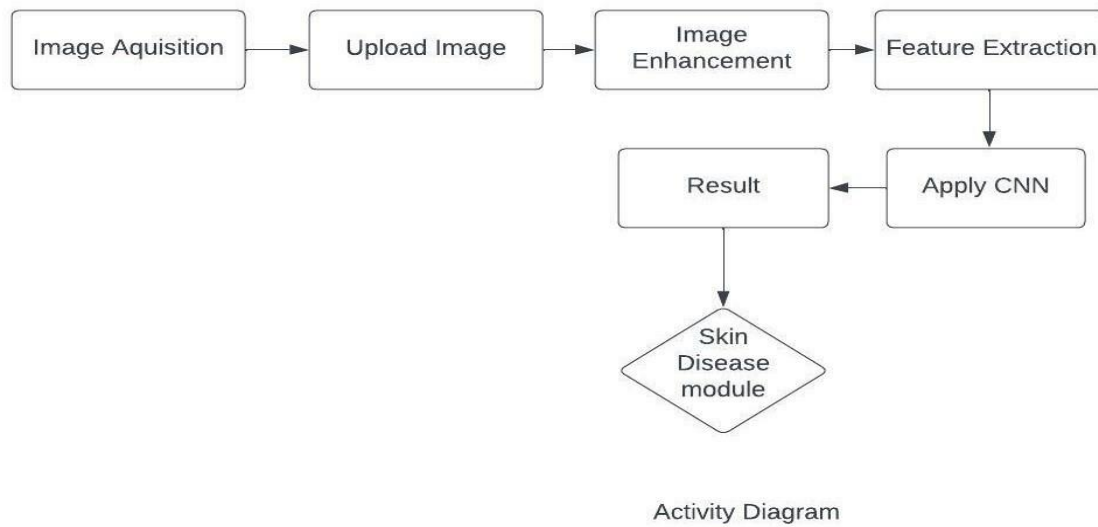 Image Aquisition
Upload Image
Image
Enhancement
Feature Extraction
Result
Apply CNN
Skin
Disease
module
Activity Diagram